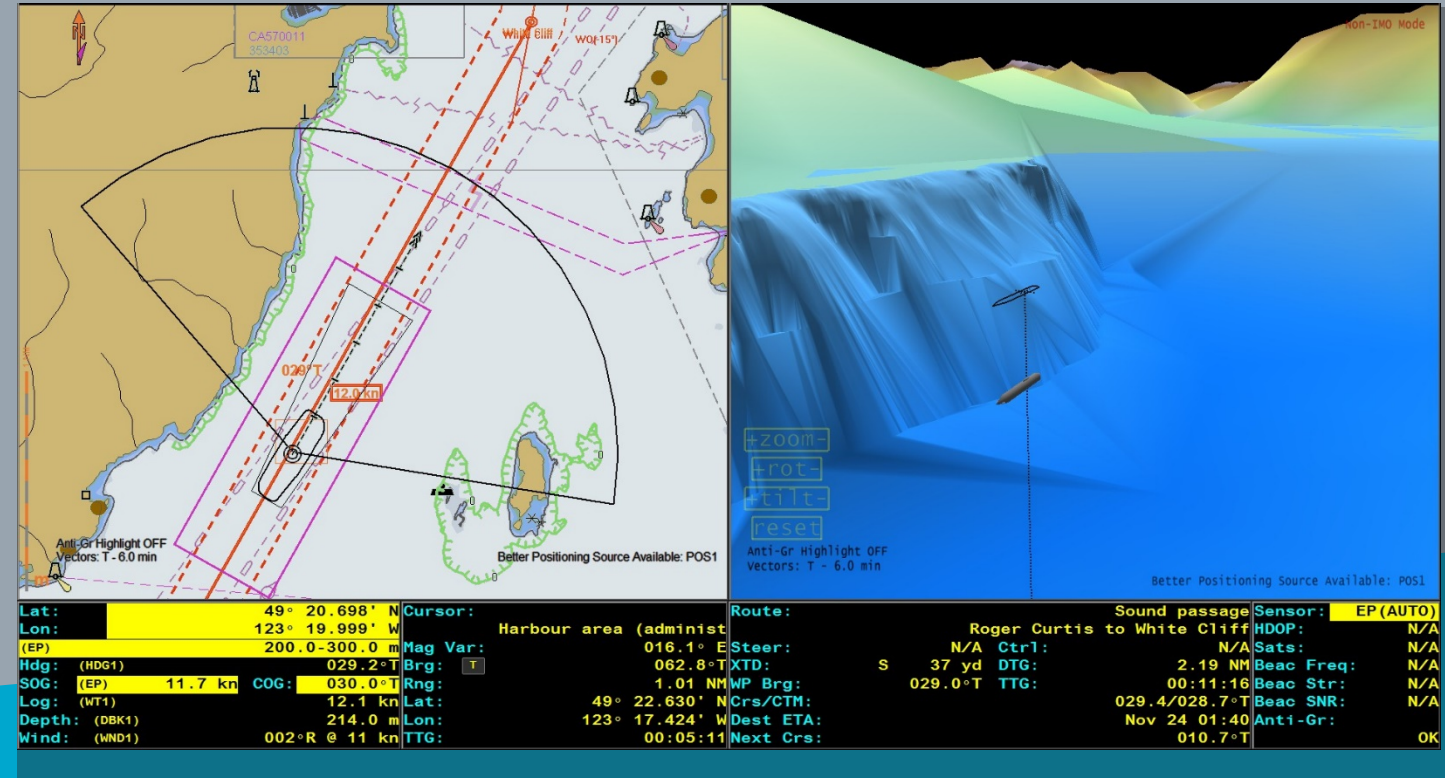 CA570011
353403
White Cliff
WO(-15°)
0
0
029°T
12.0 kn
0
0
0
Anti-Gr Highlight OFF
Vectors: T - 6.0 min
Better Positioning Source Available: POS1
Non-IMO Mode
+zoom-
+rot-
+tilt-
reset
Anti-Gr Highlight OFF
Vectors: T - 6.0 min
Better Positioning Source Available: POS1
Lat: 49° 20.698' N
Lon: 123° 19.999' W
(EP) 200.0-300.0 m
Hdg: (HDG1) 029.2°T
SOG: (EP) 11.7 kn COG: 030.0°T
Log: (WT1) 12.1 kn
Depth: (DBK1) 214.0 m
Wind: (WND1) 002°R @ 11 kn
Cursor:
Harbour area (administ
Mag Var: 016.1° E
Brg: T 062.8°T
Rng: 1.01 NM
Lat: 49° 22.630' N
Lon: 123° 17.424' W
TTG: 00:05:11
Route: Sound passage
Roger Curtis to White Cliff
Steer: N/A Ctrl: N/A
XTD: S 37 yd DTG: 2.19 NM
WP Brg: 029.0°T TTG: 00:11:16
Crs/CTM: 029.4/028.7°T
Dest ETA: Nov 24 01:40
Next Crs: 010.7°T
Sensor: EP(AUTO)
HDOP: N/A
Sats: N/A
Beac Freq: N/A
Beac Str: N/A
Beac SNR: N/A
Anti-Gr:
OK